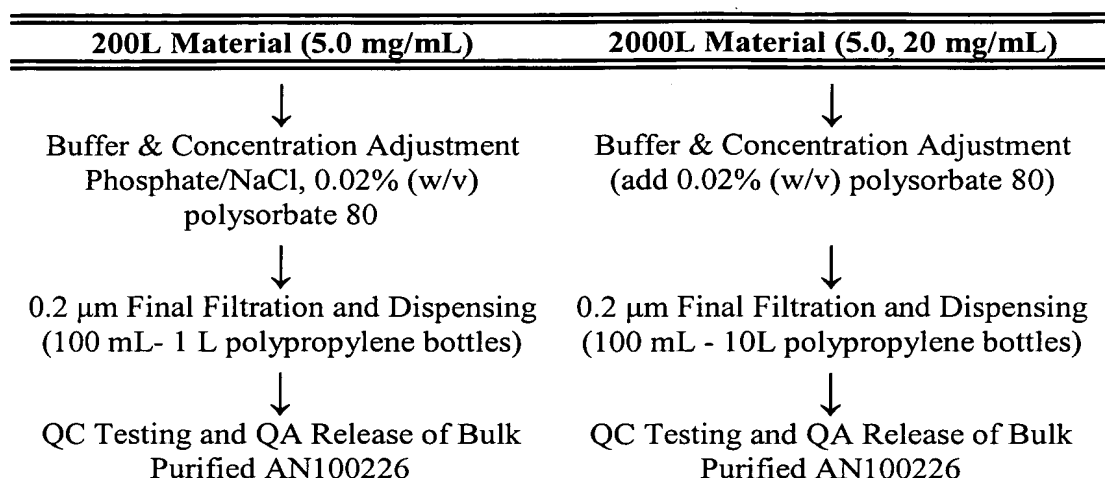 200L Material (5.0 mg/mL)
2000L Material (5.0, 20 mg/mL)
Buffer & Concentration Adjustment
Phosphate/NaCl, 0.02% (w/v)
polysorbate 80
Buffer & Concentration Adjustment
(add 0.02% (w/v) polysorbate 80)
0.2 μm Final Filtration and Dispensing
(100 mL- 1 L polypropylene bottles)
0.2 μm Final Filtration and Dispensing
(100 mL - 10L polypropylene bottles)
QC Testing and QA Release of Bulk
Purified AN100226
QC Testing and QA Release of Bulk
Purified AN100226